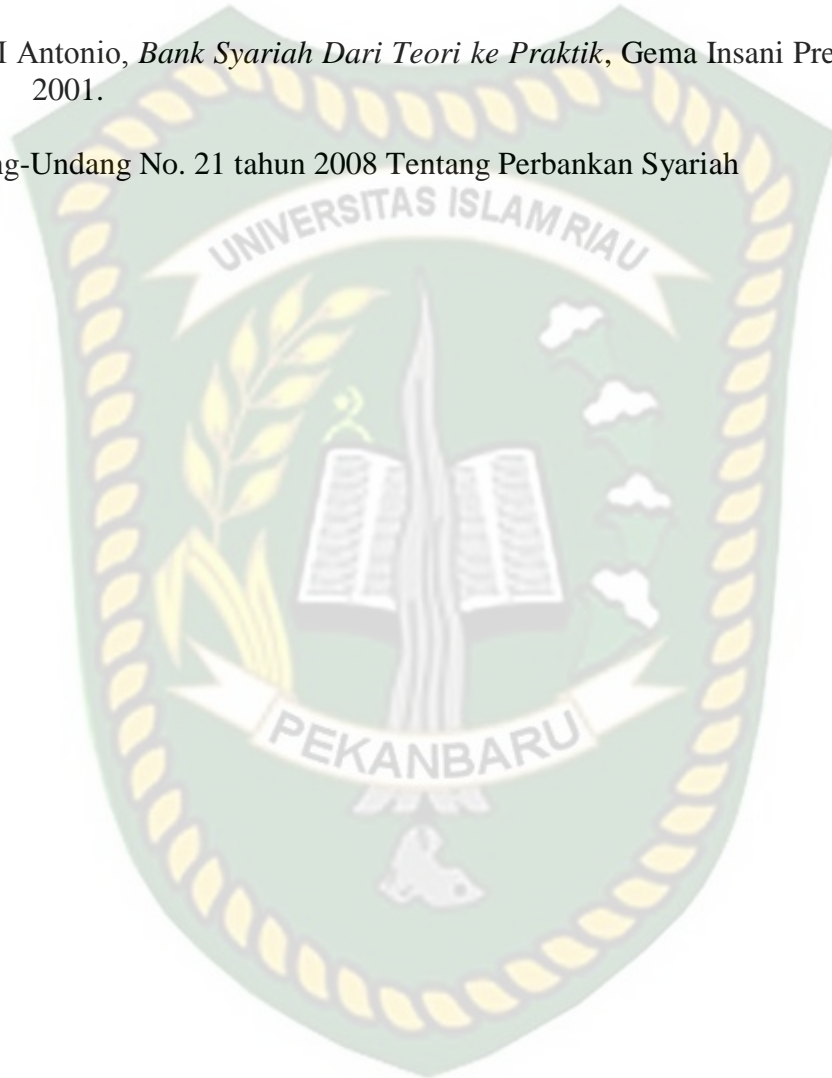 I Antonio, Bank Syariah Dari Teori ke Praktik, Gema Insani Pre
2001.
ng-Undang No. 21 tahun 2008 Tentang Perbankan Syariah
UNIVERSITAS ISLAM RIAU
PEKANBARU